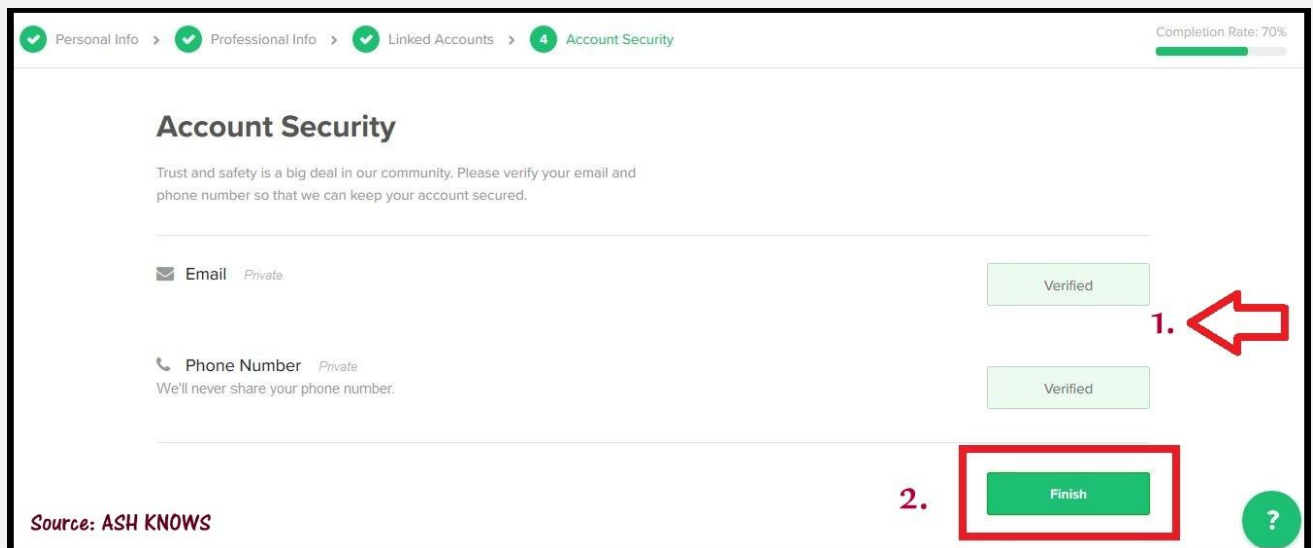 Personal Info > Professional Info > Linked Accounts > 4 Account Security
Completion Rate: 70%
Account Security
Trust and safety is a big deal in our community. Please verify your email and
phone number so that we can keep your account secured.
Email Private
Verified
1.
Phone Number Private
We'll never share your phone number.
Verified
2.
Finish
Source: ASH KNOWS
?